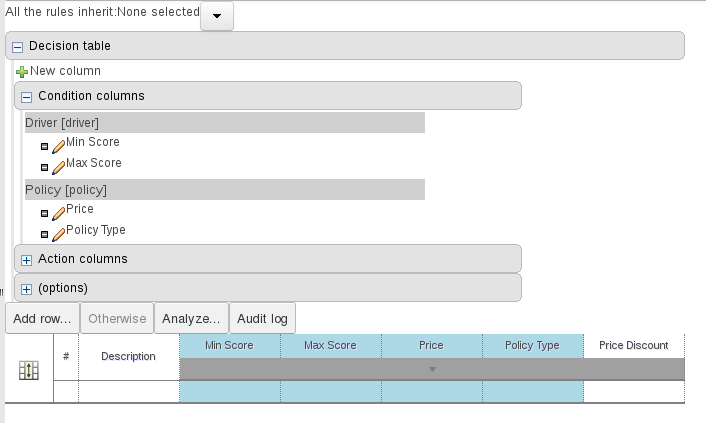 All the rules inherit:None selected
Decision table
New column
Condition columns
Driver [driver]
Min Score
Max Score
Policy [policy]
Price
Policy Type
Action columns
(options)
Add row... Otherwise Analyze... Audit log
# Description Min Score Max Score Price Policy Type Price Discount